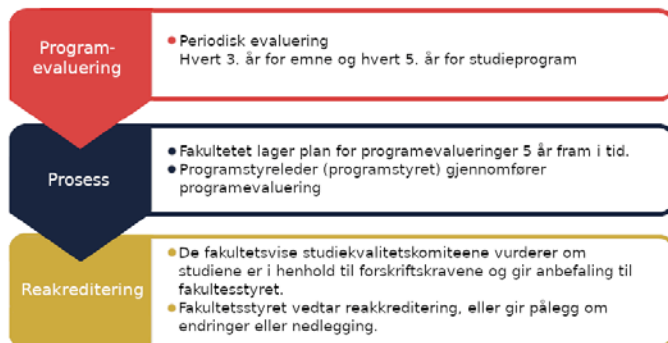 Program-
evaluering
Periodisk evaluering
Hvert 3. år for emne og hvert 5. år for studieprogram
Prosess
Fakultetet lager plan for programevalueringer 5 år fram i tid.
Programstyreleder (programstyret) gjennomfører
programevaluering
Reakreditering
De fakultetsvise studiekvalitetskomiteene vurderer om
studiene er i henhold til forskriftskravene og gir anbefaling til
fakultesstyret.
Fakultetsstyret vedtar reakkreditering, eller gir pålegg om
endringer eller nedlegging.